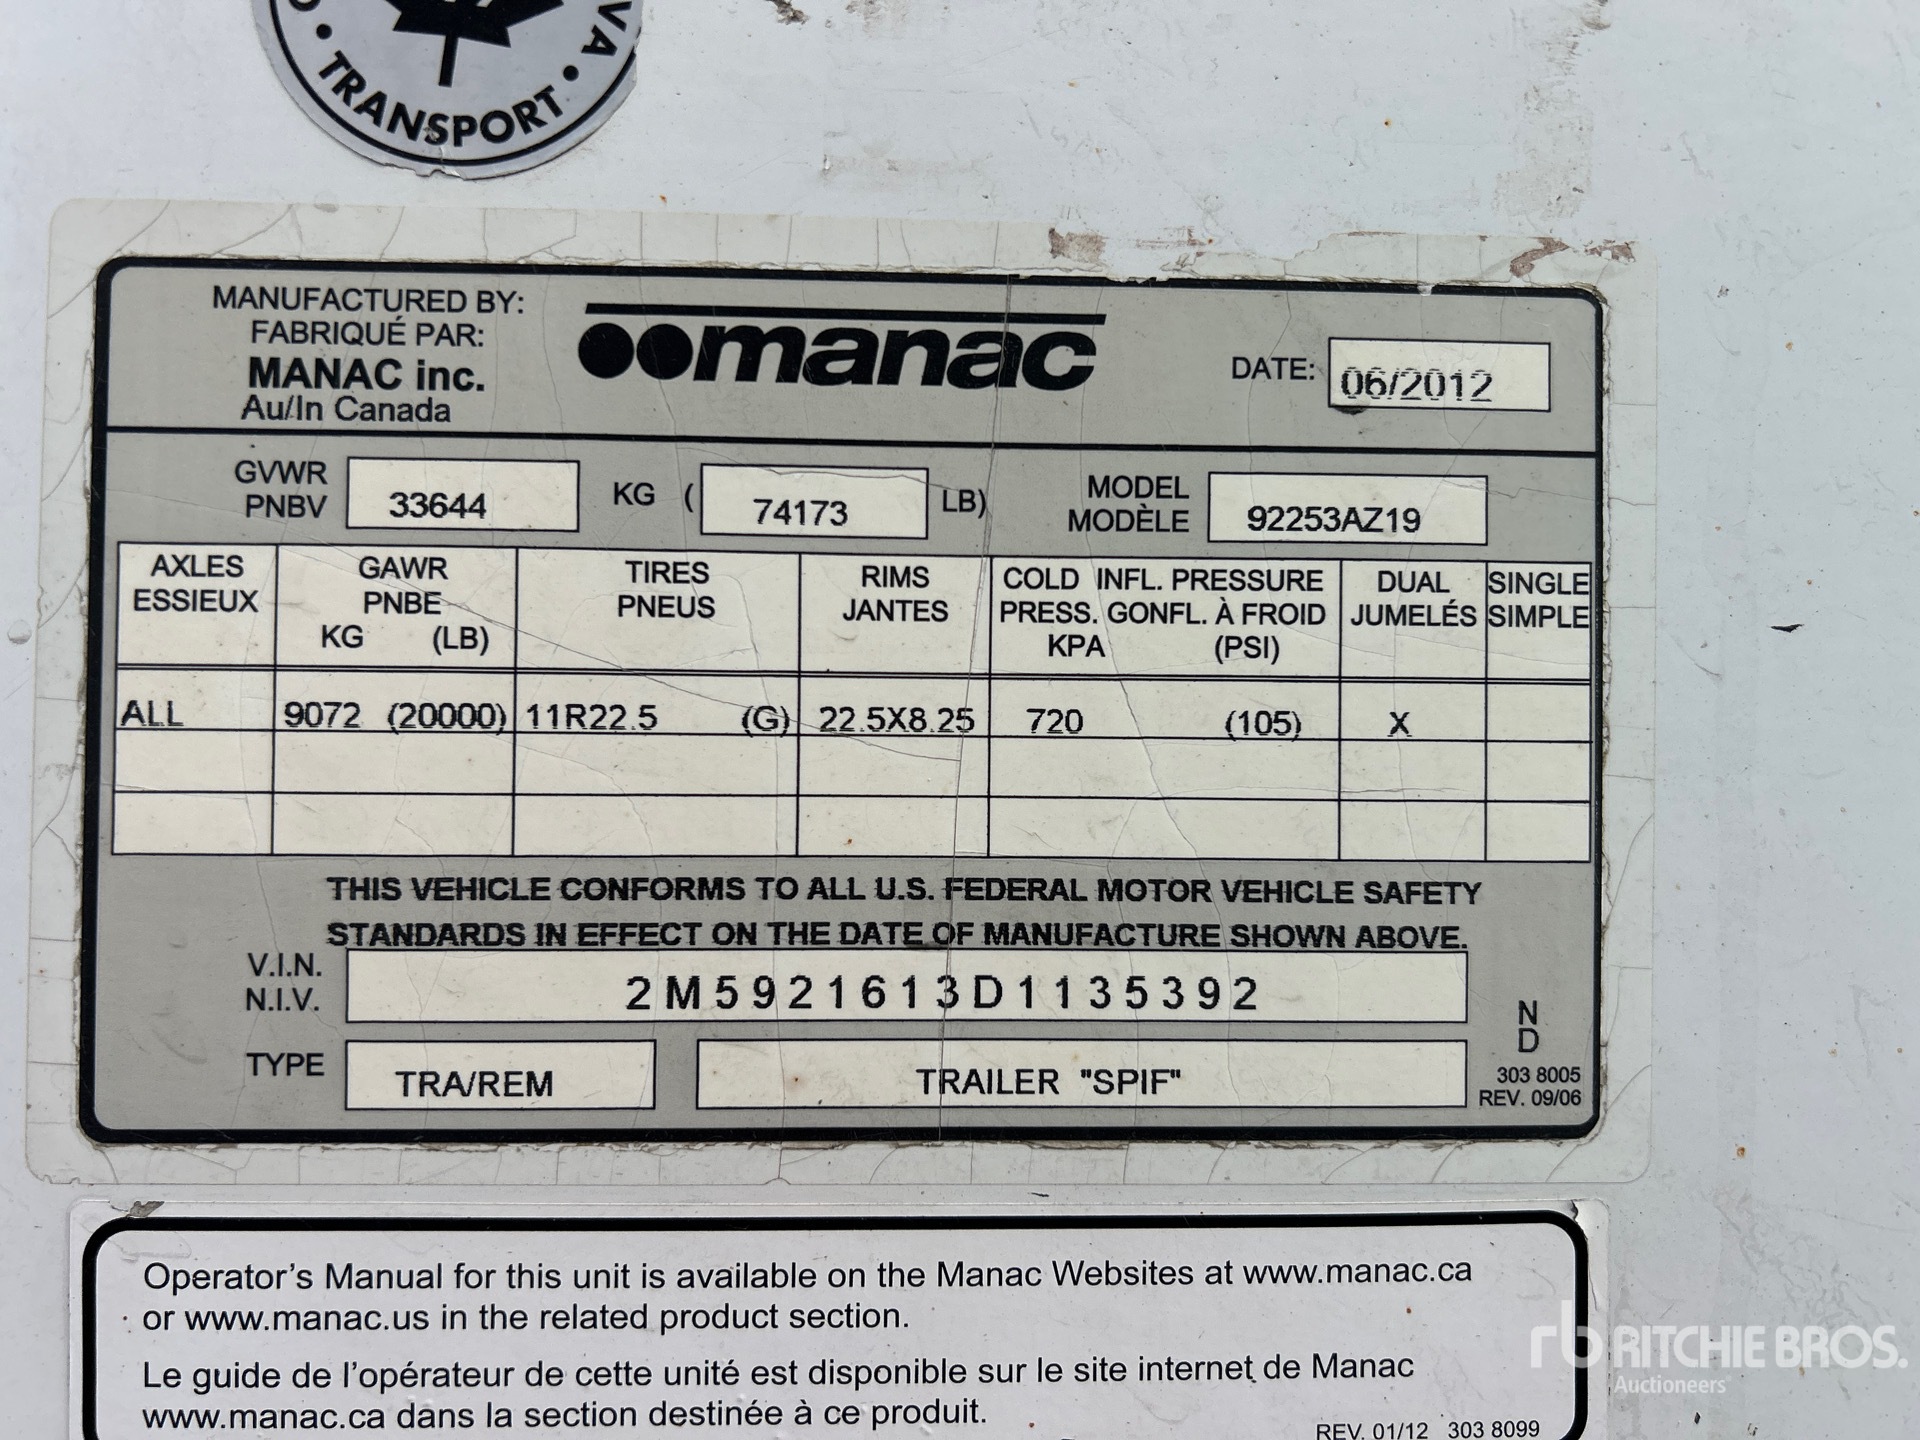 VA • TRANSPORT •
MANUFACTURED BY:
FABRIQUÉ PAR:
MANAC inc.
Au/In Canada
manac
DATE: 06/2012
GVWR
PNBV
33644 KG ( 74173 LB)
MODEL
MODÈLE
92253AZ19
AXLES
ESSIEUX
GAWR
PNBE
KG (LB)
TIRES
PNEUS
RIMS
JANTES
COLD INFL. PRESSURE
PRESS. GONFL. À FROID
KPA (PSI)
DUAL
JUMELÉS
SINGLE
SIMPLE
ALL 9072 (20000) 11R22.5 (G) 22.5X8.25 720 (105) X
THIS VEHICLE CONFORMS TO ALL U.S. FEDERAL MOTOR VEHICLE SAFETY
STANDARDS IN EFFECT ON THE DATE OF MANUFACTURE SHOWN ABOVE.
V.I.N.
N.I.V.
2M5921613D1135392
TYPE TRA/REM TRAILER "SPIF"
N
D
303 8005
REV. 09/06
Operator's Manual for this unit is available on the Manac Websites at www.manac.ca
or www.manac.us in the related product section.
Le guide de l'opérateur de cette unité est disponible sur le site internet de Manac
www.manac.ca dans la section destinée à ce produit.
REV. 01/12 303 8099
rb RITCHIE BROS.
Auctioneers